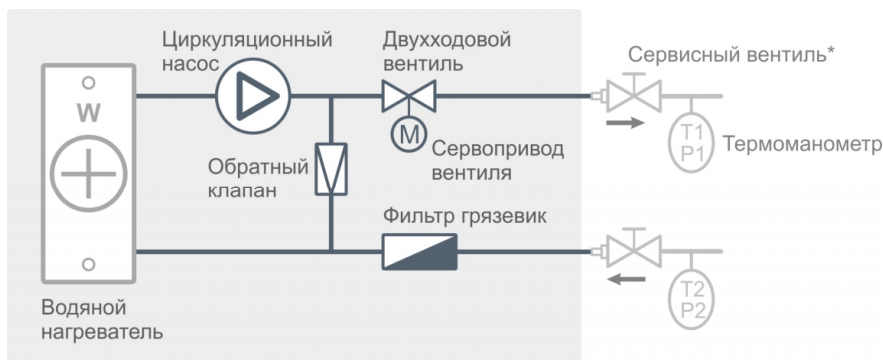 Циркуляционный
насос
Двухходовой
вентиль
Сервисный вентиль*
W
M
T1
P1
Термоманометр
Обратный
клапан
Сервопривод
вентиля
Фильтр грязевик
T2
P2
Водяной
нагреватель